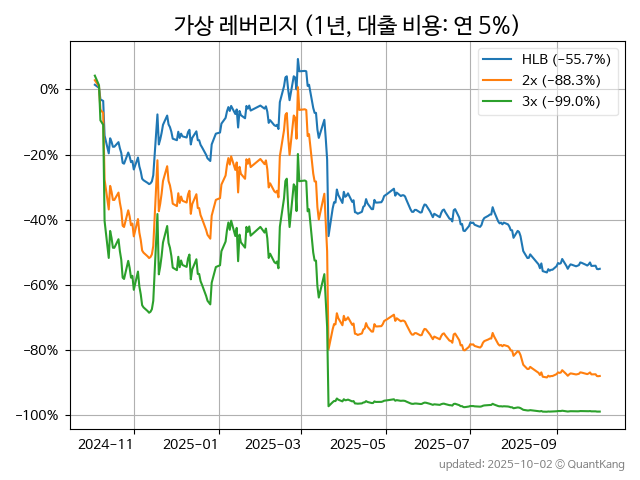 가상 레버리지 (1년, 대출 비용: 연 5%)
HLB (−55.7%)
2x (−88.3%)
3x (−99.0%)
0%
−20%
−40%
−60%
−80%
−100%
2024-11 2025-01 2025-03 2025-05 2025-07 2025-09
updated: 2025-10-02 © QuantKang